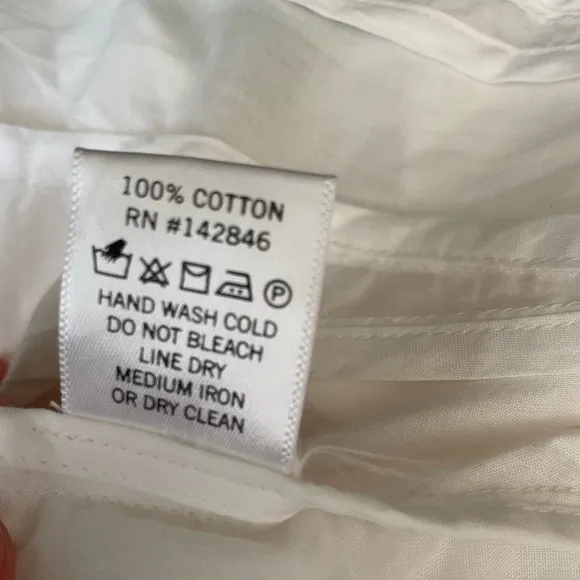 100% COTTON
RN #142846
P
HAND WASH COLD
DO NOT BLEACH
LINE DRY
MEDIUM IRON
OR DRY CLEAN